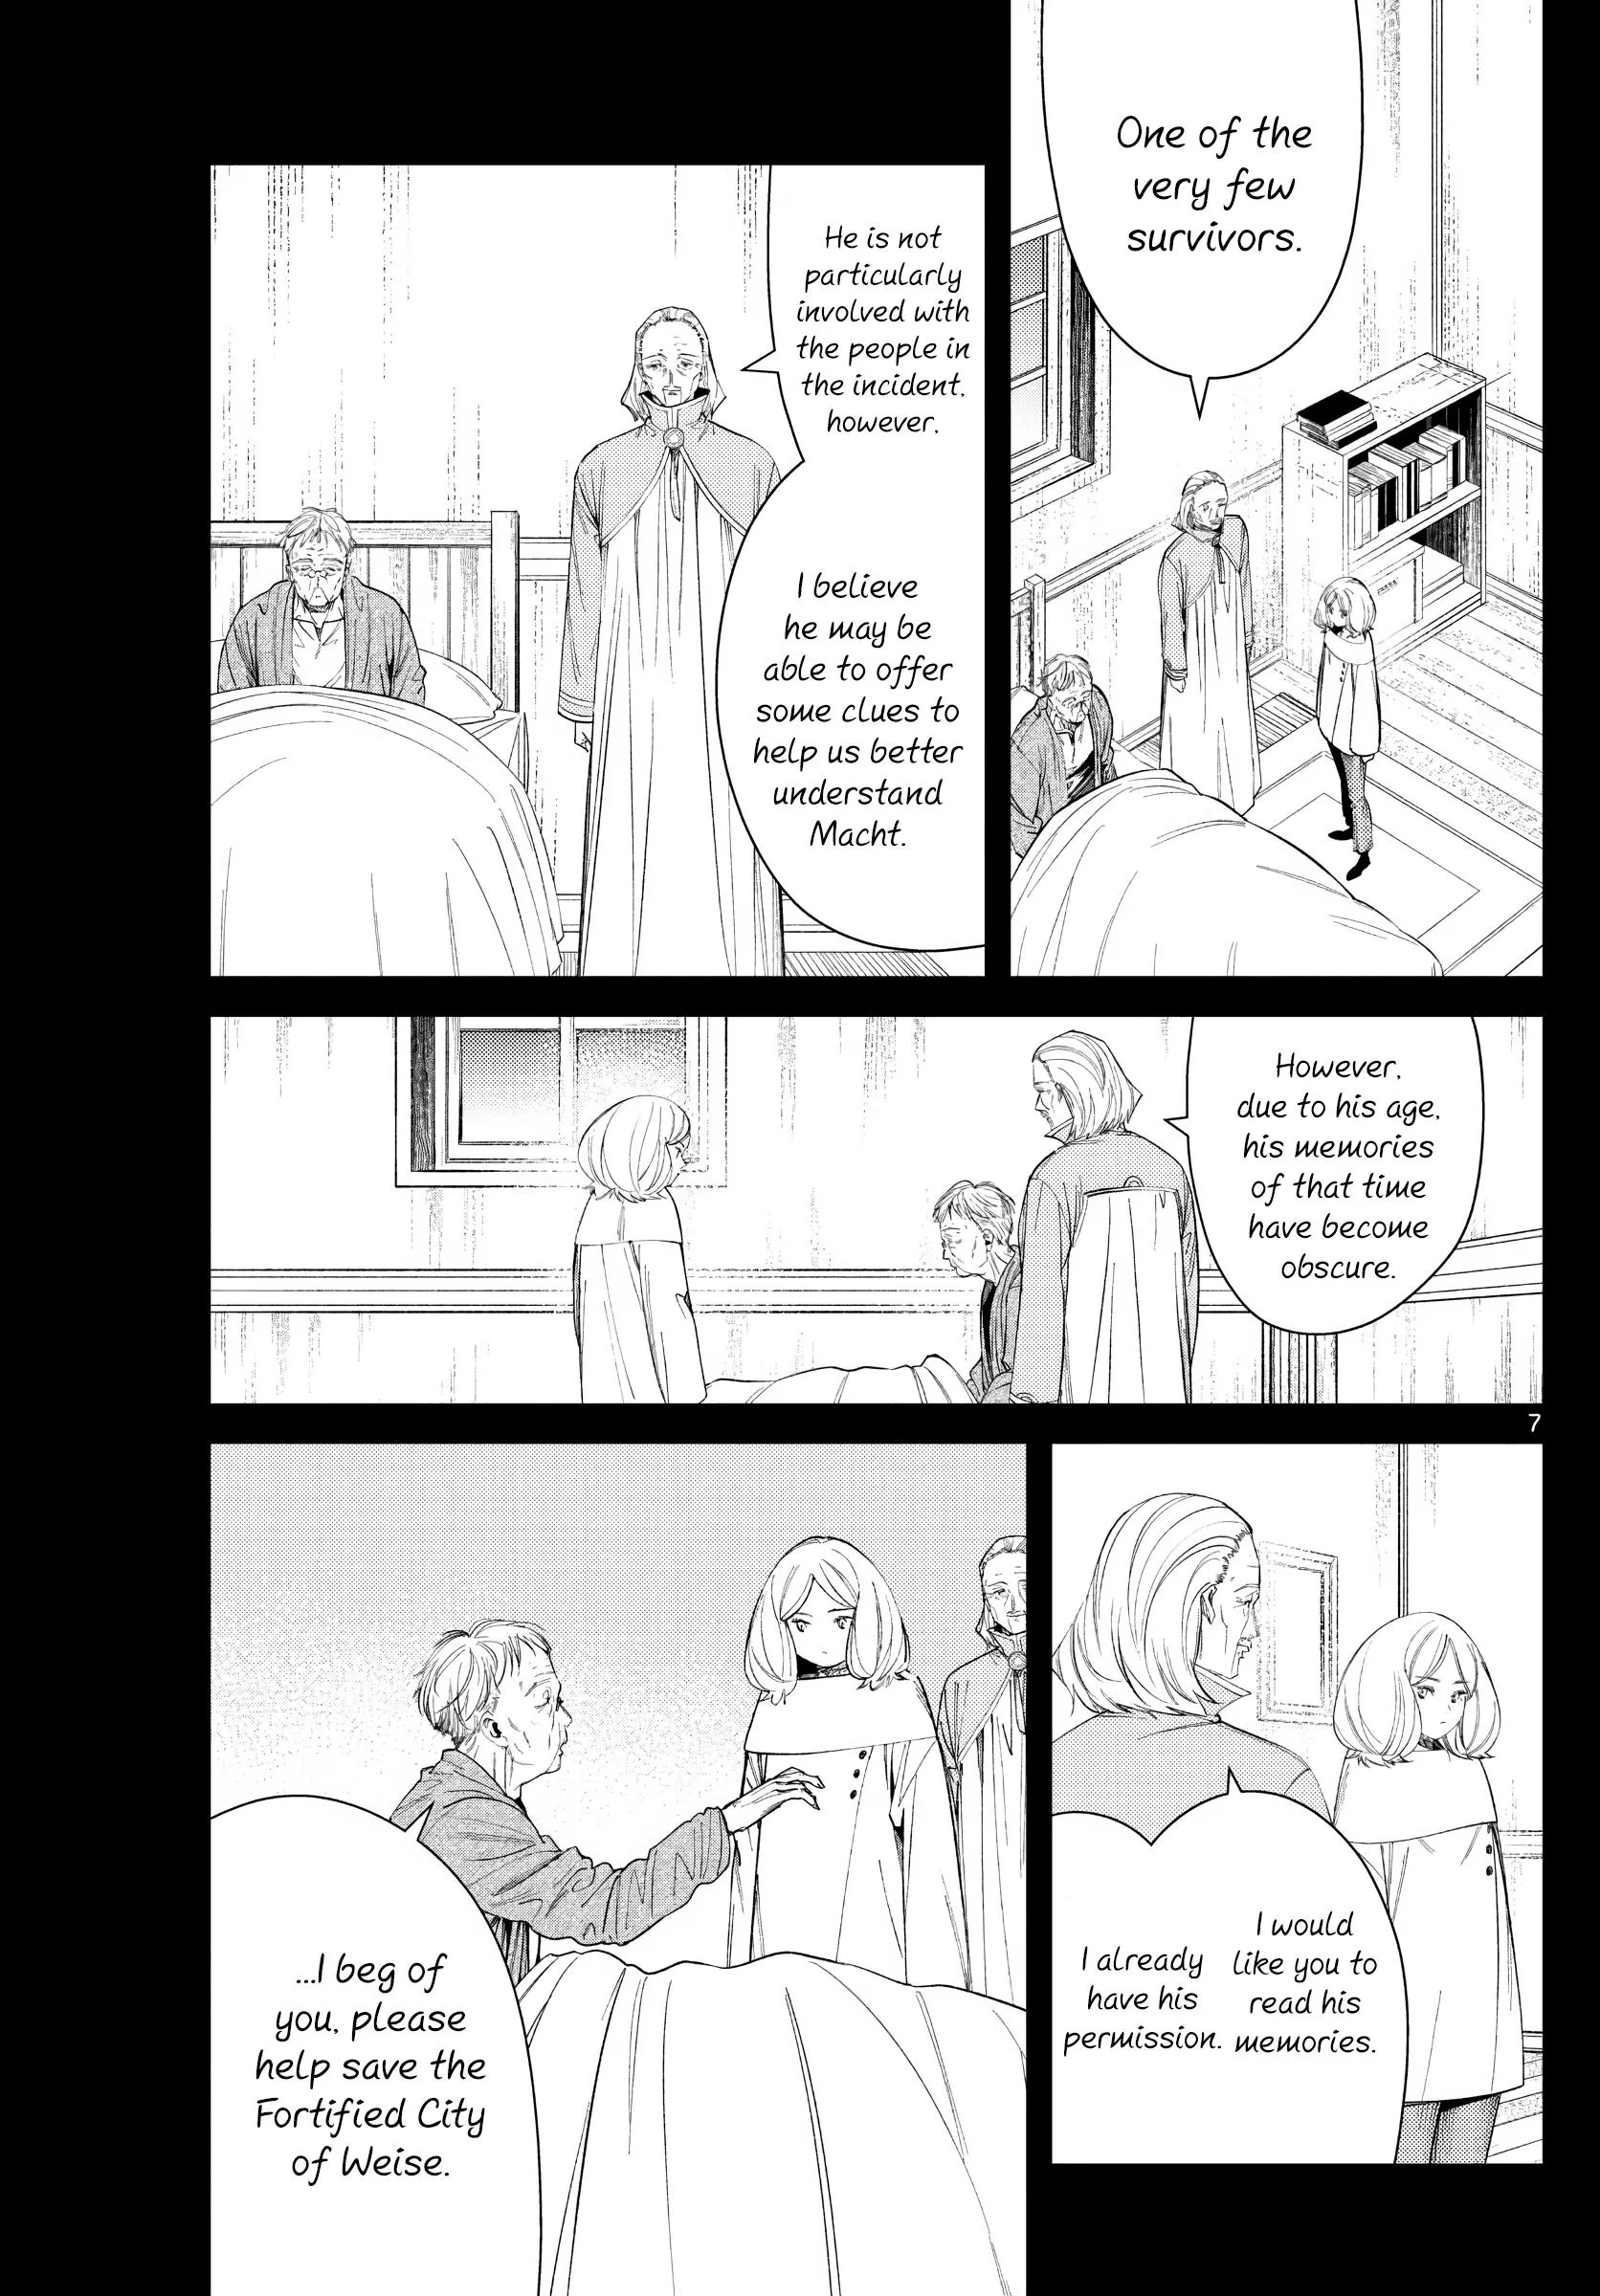 One of the
very few
survivors.
He is not
particularly
involved with
the people in
the incident,
however,
I believe
he may be
able to offer
some clues to
help us better
understand
Macht.
However,
due to his age,
his memories
of that time
have become
obscure.
7
I would
like you to
read his
memories.
I already
have his
permission.
...I beg of
you, please
help save the
Fortified City
of Weise.